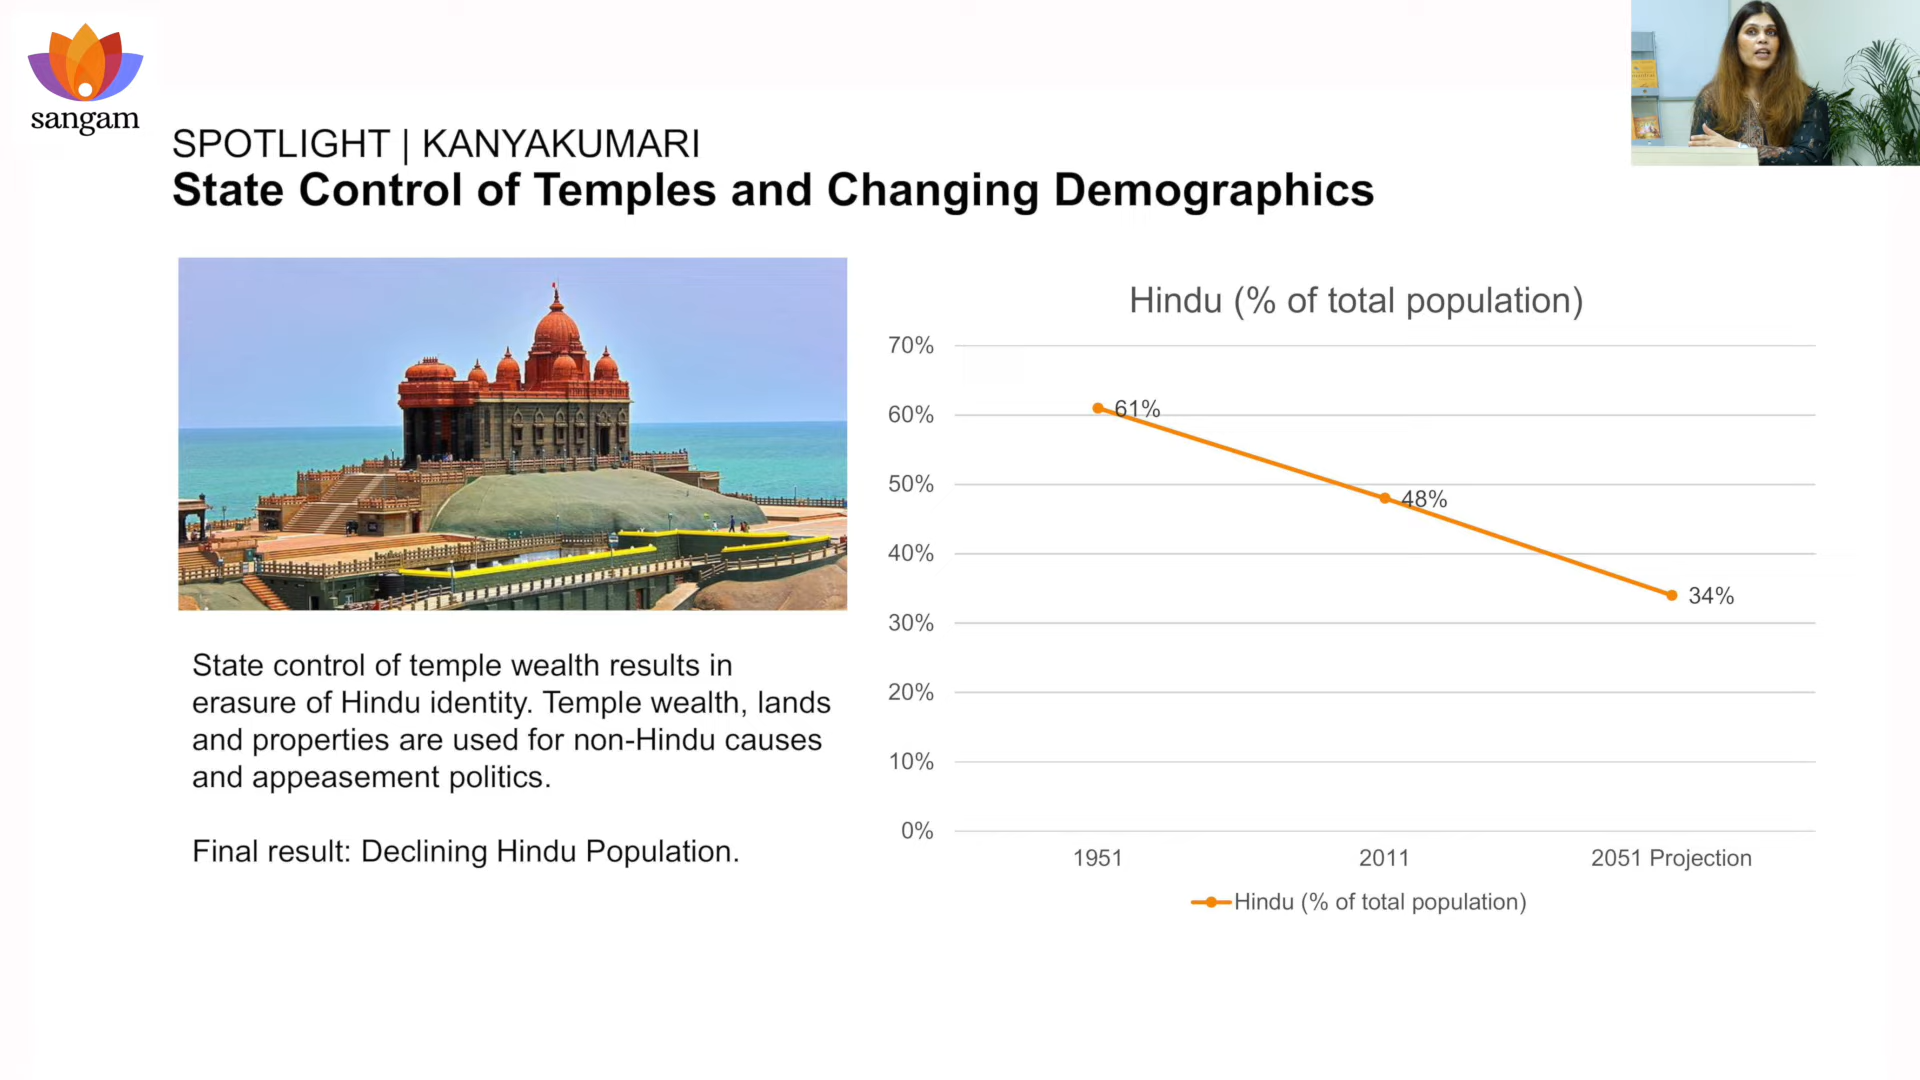 sangam
SPOTLIGHT | KANYAKUMARI
State Control of Temples and Changing Demographics
State control of temple wealth results in
erasure of Hindu identity. Temple wealth, lands
and properties are used for non-Hindu causes
and appeasement politics.
Final result: Declining Hindu Population.
Hindu (% of total population)
70%
60%
50%
40%
30%
20%
10%
0%
61%
48%
34%
1951
2011
2051 Projection
Hindu (% of total population)